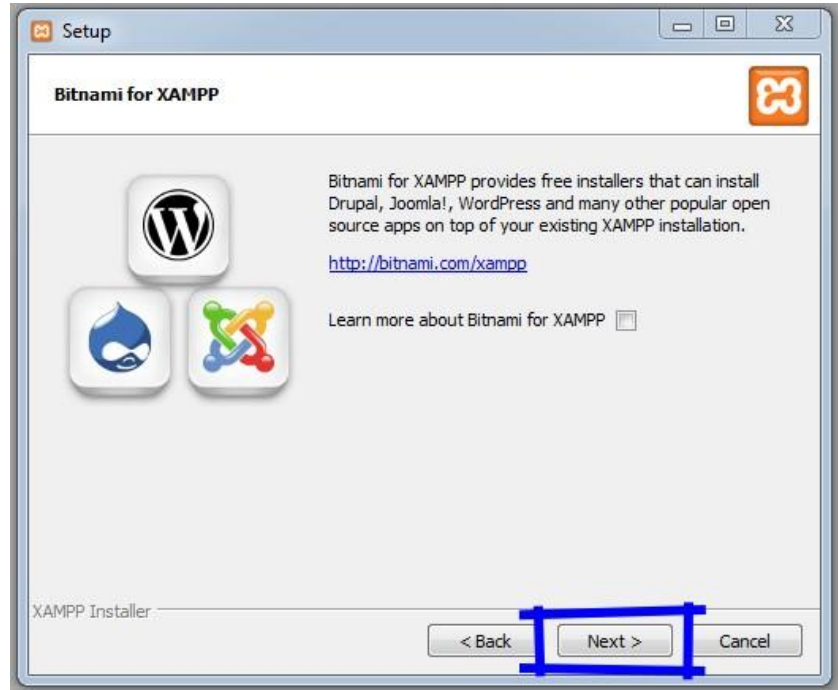 Setup
Bitnami for XAMPP
Bitnami for XAMPP provides free installers that can install
Drupal, Joomla!, WordPress and many other popular open
source apps on top of your existing XAMPP installation.
http://bitnami.com/xampp
Learn more about Bitnami for XAMPP
XAMPP Installer
< Back
Next >
Cancel